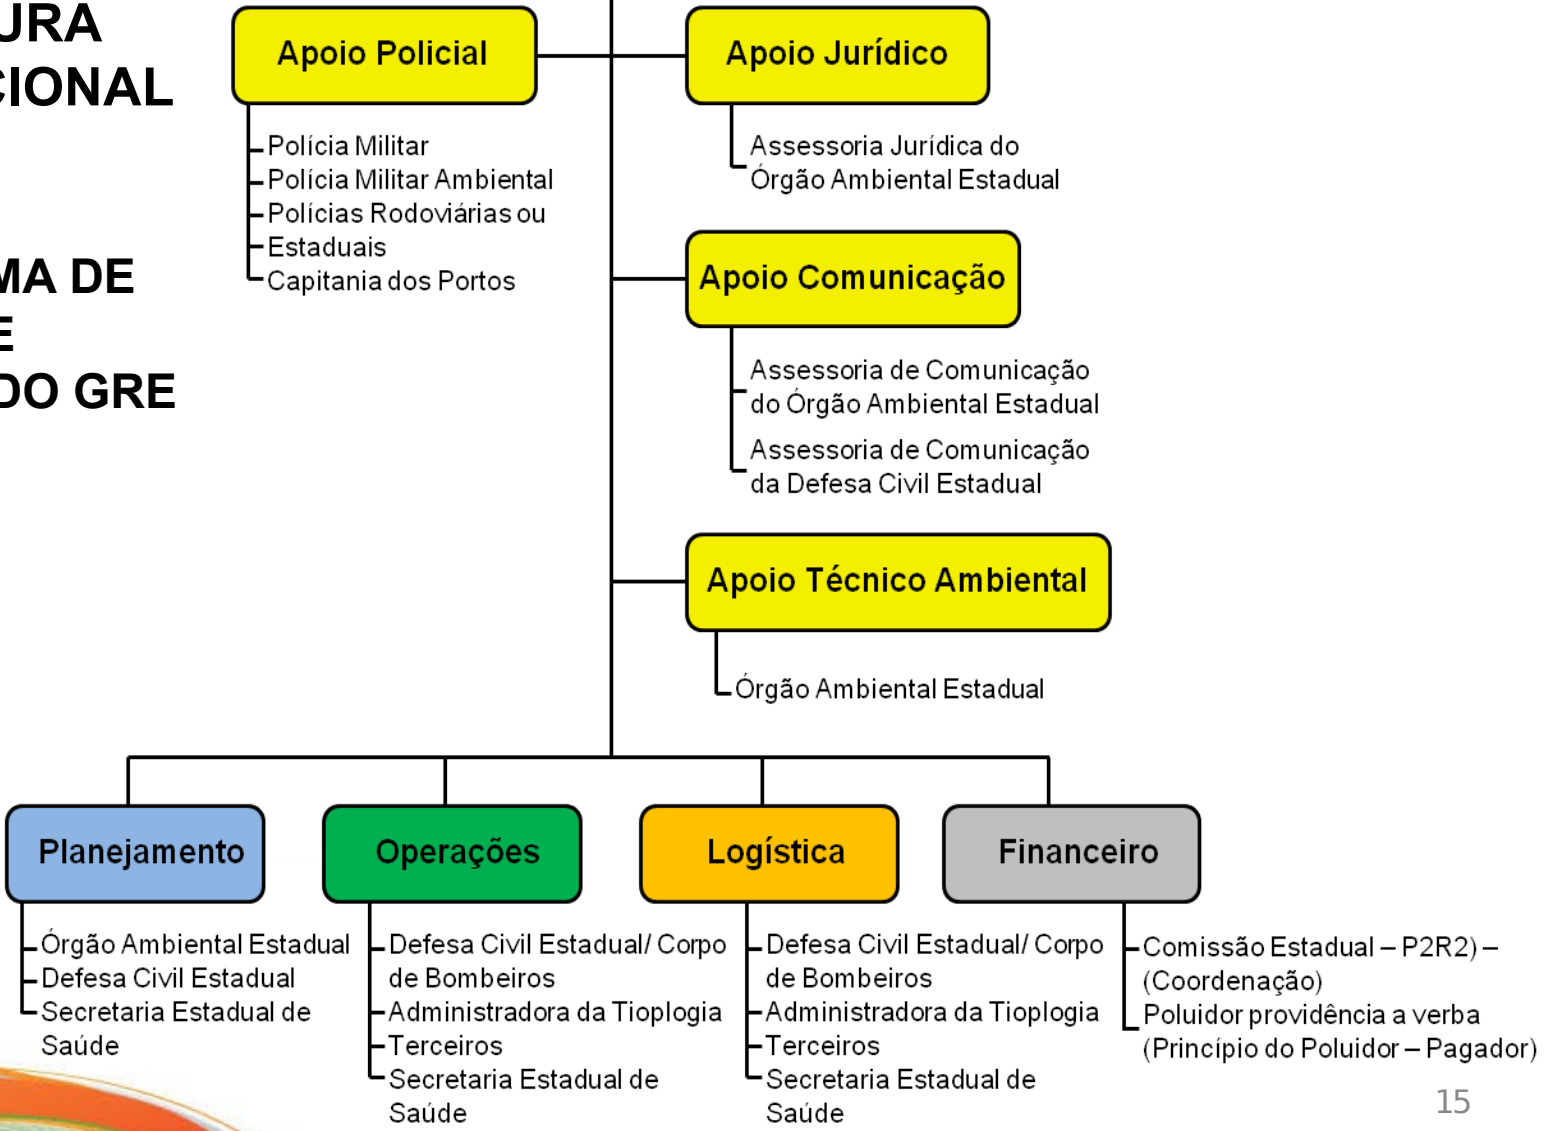 URA
CIONAL
MA DE
E
DO GRE
Apoio Policial
Polícia Militar
Polícia Militar Ambiental
Polícias Rodoviárias ou
Estaduais
Capitania dos Portos
Apoio Jurídico
Assessoria Jurídica do
Órgão Ambiental Estadual
Apoio Comunicação
Assessoria de Comunicação
do Órgão Ambiental Estadual
Assessoria de Comunicação
da Defesa Civil Estadual
Apoio Técnico Ambiental
Órgão Ambiental Estadual
Planejamento
Órgão Ambiental Estadual
Defesa Civil Estadual
Secretaria Estadual de
Saúde
Operações
Defesa Civil Estadual/ Corpo
de Bombeiros
Administradora da Tioplogia
Terceiros
Secretaria Estadual de
Saúde
Logística
Defesa Civil Estadual/ Corpo
de Bombeiros
Administradora da Tioplogia
Terceiros
Secretaria Estadual de
Saúde
Financeiro
Comissão Estadual – P2R2) –
(Coordenação)
Poluidor providência a verba
(Princípio do Poluidor – Pagador)
15